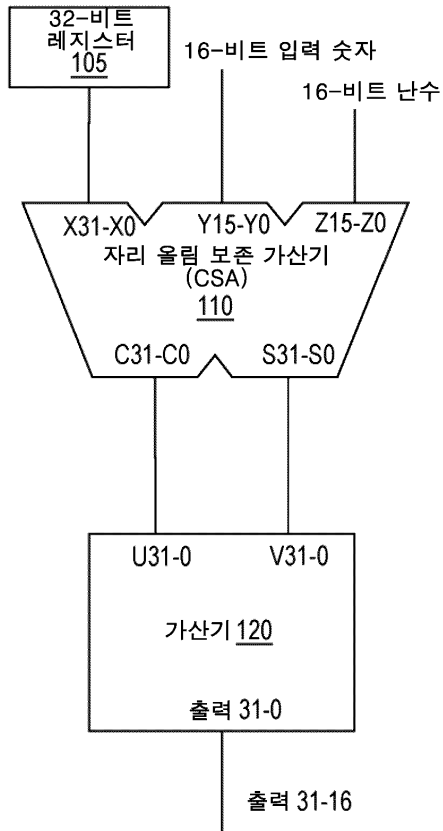 32-비트
레지스터
105
16-비트 입력 숫자
16-비트 난수
X31-X0
Y15-Y0
Z15-Z0
자리 올림 보존 가산기
(CSA)
110
C31-C0
S31-S0
U31-0
V31-0
가산기 120
출력 31-0
출력 31-16